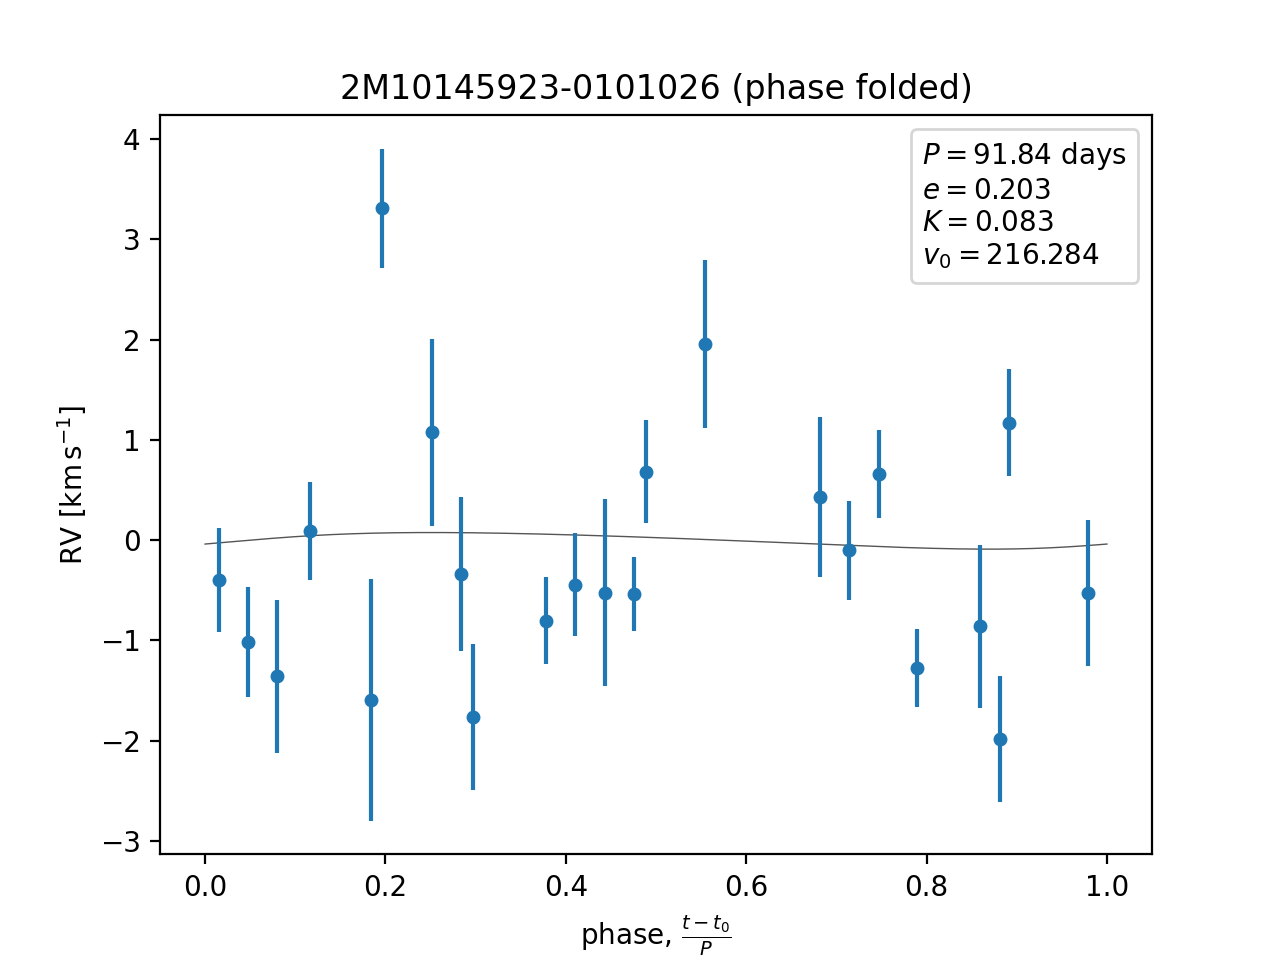 2M10145923-0101026 (phase folded)
P = 91.84 days
e = 0.203
K = 0.083
v₀ = 216.284
RV [km s⁻¹]
4
3
2
1
0
−1
−2
−3
0.0 0.2 0.4 0.6 0.8 1.0
phase, (t − t₀)/P